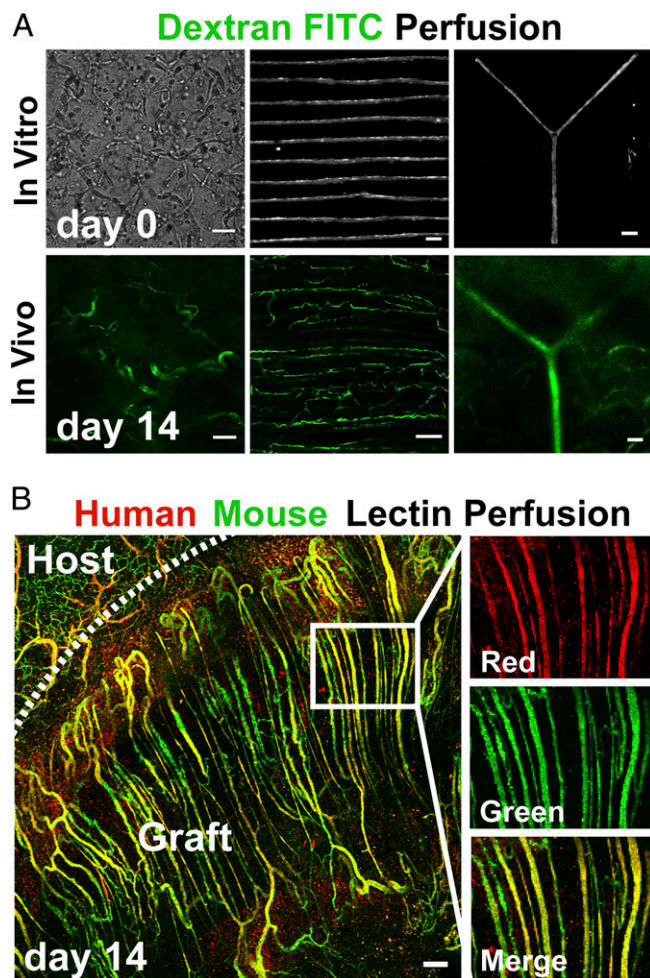 A
Dextran FITC Perfusion
In Vitro
day 0
In Vivo
day 14
B
Human Mouse Lectin Perfusion
Host
Graft
day 14
Red
Green
Merge